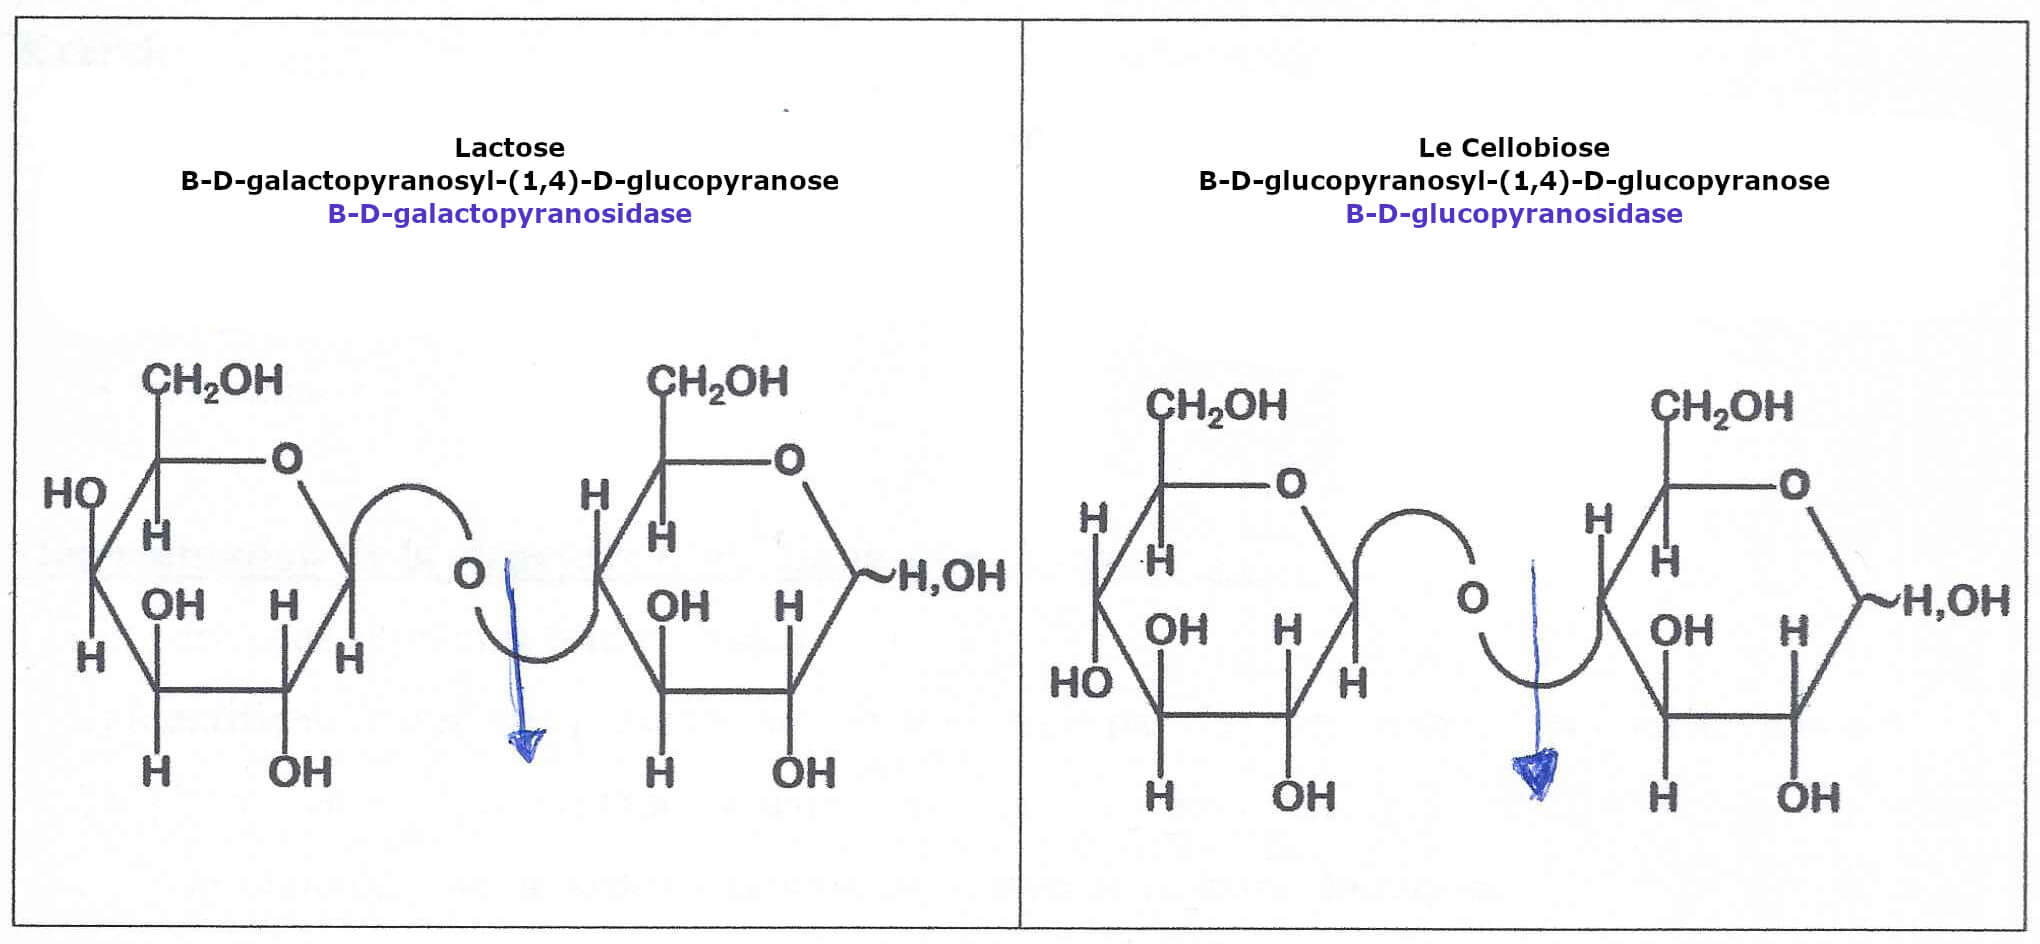 Lactose
B-D-galactopyranosyl-(1,4)-D-glucopyranose
B-D-galactopyranosidase
CH₂OH
O
HO
H
OH
H
H
H
H
OH
O
CH₂OH
O
H
H
OH
H
H,OH
H
OH
Le Cellobiose
B-D-glucopyranosyl-(1,4)-D-glucopyranose
B-D-glucopyranosidase
CH₂OH
O
H
H
OH
H
HO
H
H
OH
O
CH₂OH
O
H
H
OH
H
H,OH
H
OH